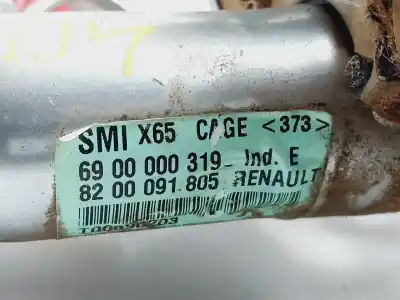 SMI X65 CAGE <373>
69 00 000 319- Ind. E
82 00 091.805 RENAULT